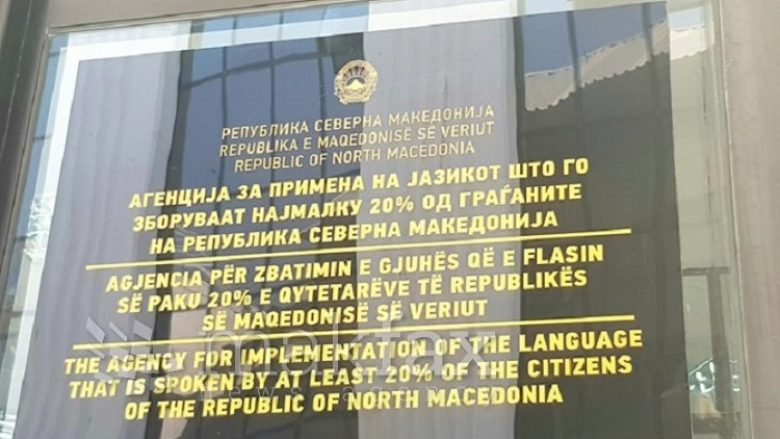 РЕПУБЛИКА СЕВЕРНА МАКЕДОНИЈА
REPUBLIKA E MAQEDONISË SË VERIUT
REPUBLIC OF NORTH MACEDONIA
АГЕНЦИЈА ЗА ПРИМЕНА НА ЈАЗИКОТ ШТО ГО
ЗБОРУВААТ НАЈМАЛКУ 20% ОД ГРАЃАНИТЕ
НА РЕПУБЛИКА СЕВЕРНА МАКЕДОНИЈА
AGJENCIA PËR ZBATIMIN E GJUHËS QË E FLASIN
SË PAKU 20% E QYTETARËVE TË REPUBLIKËS
SË MAQEDONISË SË VERIUT
THE AGENCY FOR IMPLEMENTATION OF THE LANGUAGE
THAT IS SPOKEN BY AT LEAST 20% OF THE CITIZENS
OF THE REPUBLIC OF NORTH MACEDONIA
makfax